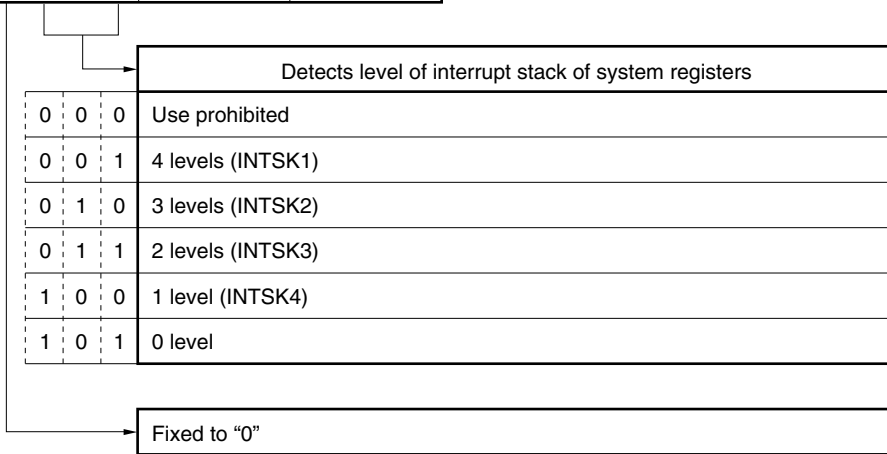 Detects level of interrupt stack of system registers
0 0 0 Use prohibited
0 0 1 4 levels (INTSK1)
0 1 0 3 levels (INTSK2)
0 1 1 2 levels (INTSK3)
1 0 0 1 level (INTSK4)
1 0 1 0 level
Fixed to “0”